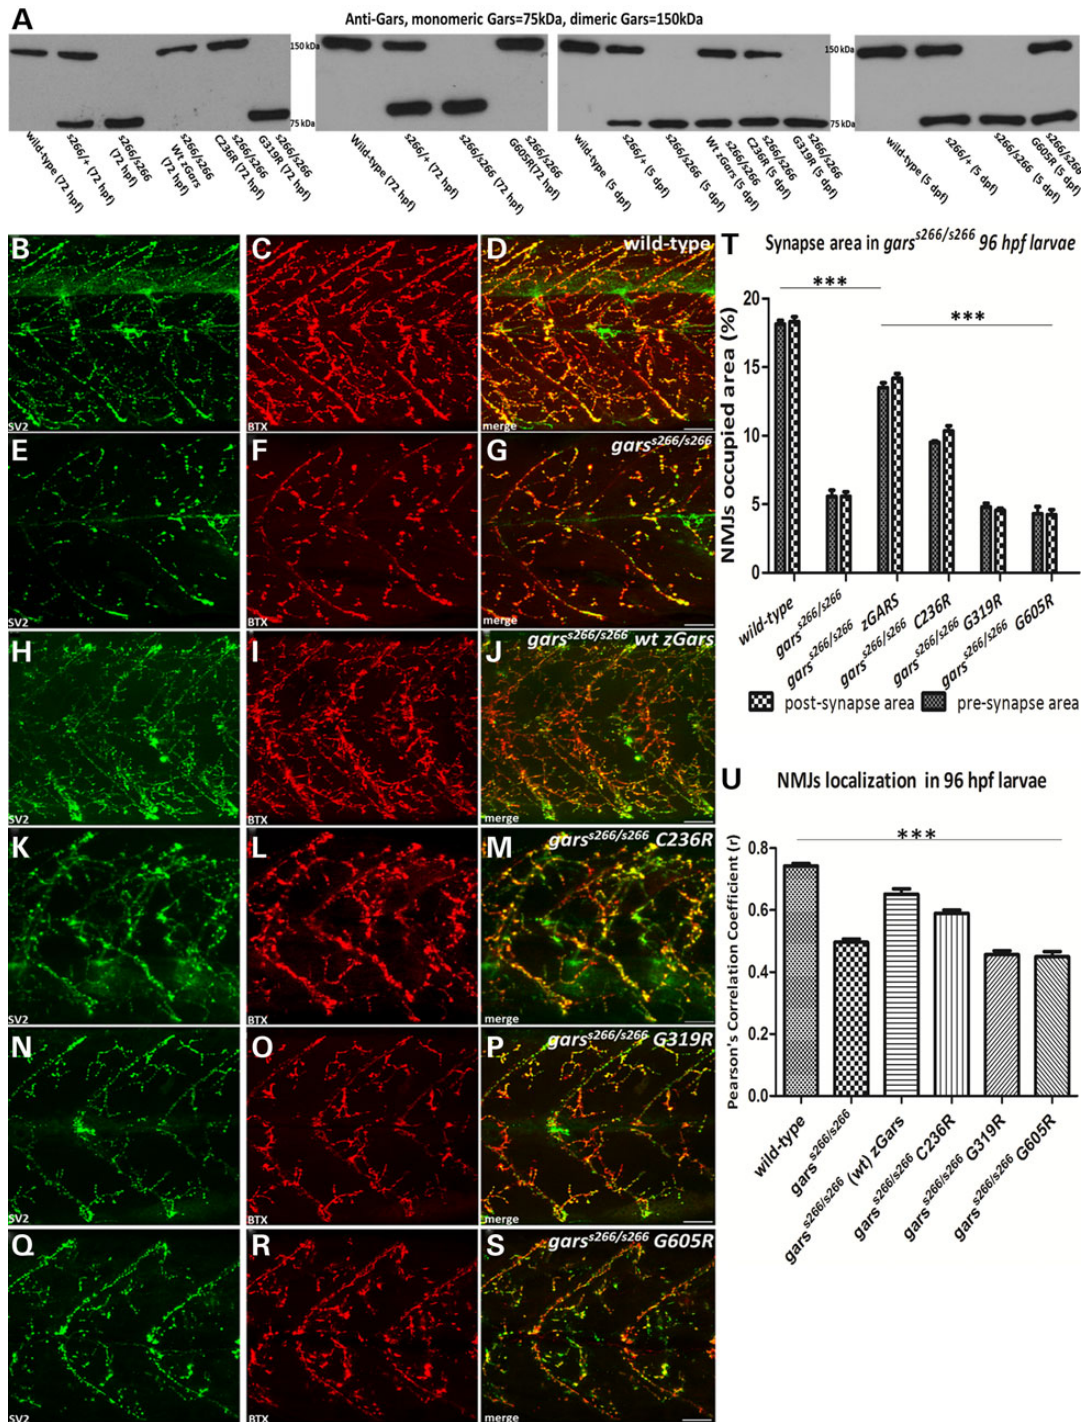 A
Anti-Gars, monomeric Gars=75kDa, dimeric Gars=150kDa
150 kDa
150 kDa
150 kDa
75 kDa
75 kDa
75 kDa
wild-type (72 hpf)
s266/+ (72 hpf)
s266/s266 (72 hpf)
s266/s266 Wt zGars (72 hpf)
s266/s266 C236R (72 hpf)
s266/s266 G319R (72 hpf)
Wild-type (72 hpf)
s266/+ (72 hpf)
s266/s266 (72 hpf)
s266/s266 G605R(72 hpf)
wild-type (5 dpf)
s266/+ (5 dpf)
s266/s266 (5 dpf)
s266/s266 Wt zGars (5 dpf)
s266/s266 C236R (5 dpf)
s266/s266 G319R (5 dpf)
wild-type (5 dpf)
s266/+ (5 dpf)
s266/s266 (5 dpf)
s266/s266 G605R (5 dpf)
B
SV2
C
BTX
D
wild-type
merge
E
SV2
F
BTX
G
gars s266/s266
merge
H
SV2
I
BTX
J
gars s266/s266 wt zGars
merge
K
SV2
L
BTX
M
gars s266/s266 C236R
merge
N
SV2
O
BTX
P
gars s266/s266 G319R
merge
Q
SV2
R
BTX
S
gars s266/s266 G605R
merge
T
Synapse area in gars s266/s266 96 hpf larvae
***
***
NMJs occupied area (%)
20
15
10
5
0
wild-type
gars s266/s266
gars s266/s266 zGARS
gars s266/s266 C236R
gars s266/s266 G319R
gars s266/s266 G605R
post-synapse area
pre-synapse area
U
NMJs localization in 96 hpf larvae
***
Pearson's Correlation Coefficient (r)
0.8
0.6
0.4
0.2
0.0
wild-type
gars s266/s266
gars s266/s266 (wt) zGars
gars s266/s266 C236R
gars s266/s266 G319R
gars s266/s266 G605R